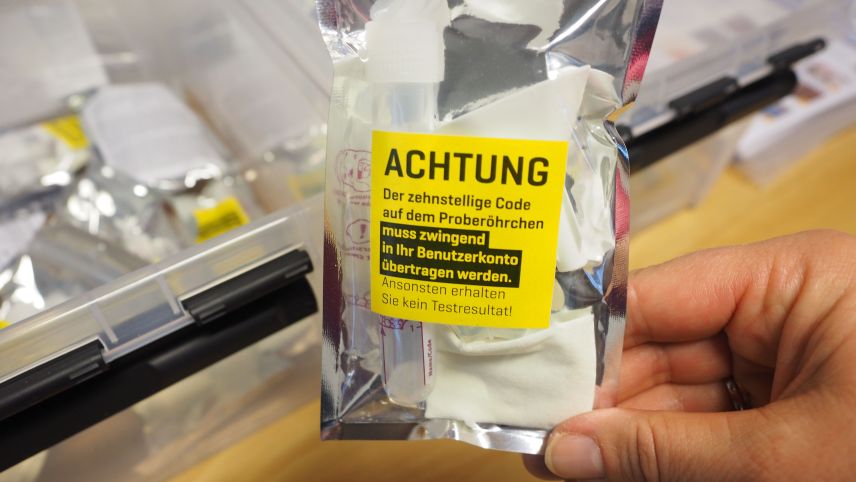 ACHTUNG
Der zehnstellige Code
auf dem Proberöhrchen
muss zwingend
in Ihr Benutzerkonto
übertragen werden.
Ansonsten erhalten
Sie kein Testresultat!